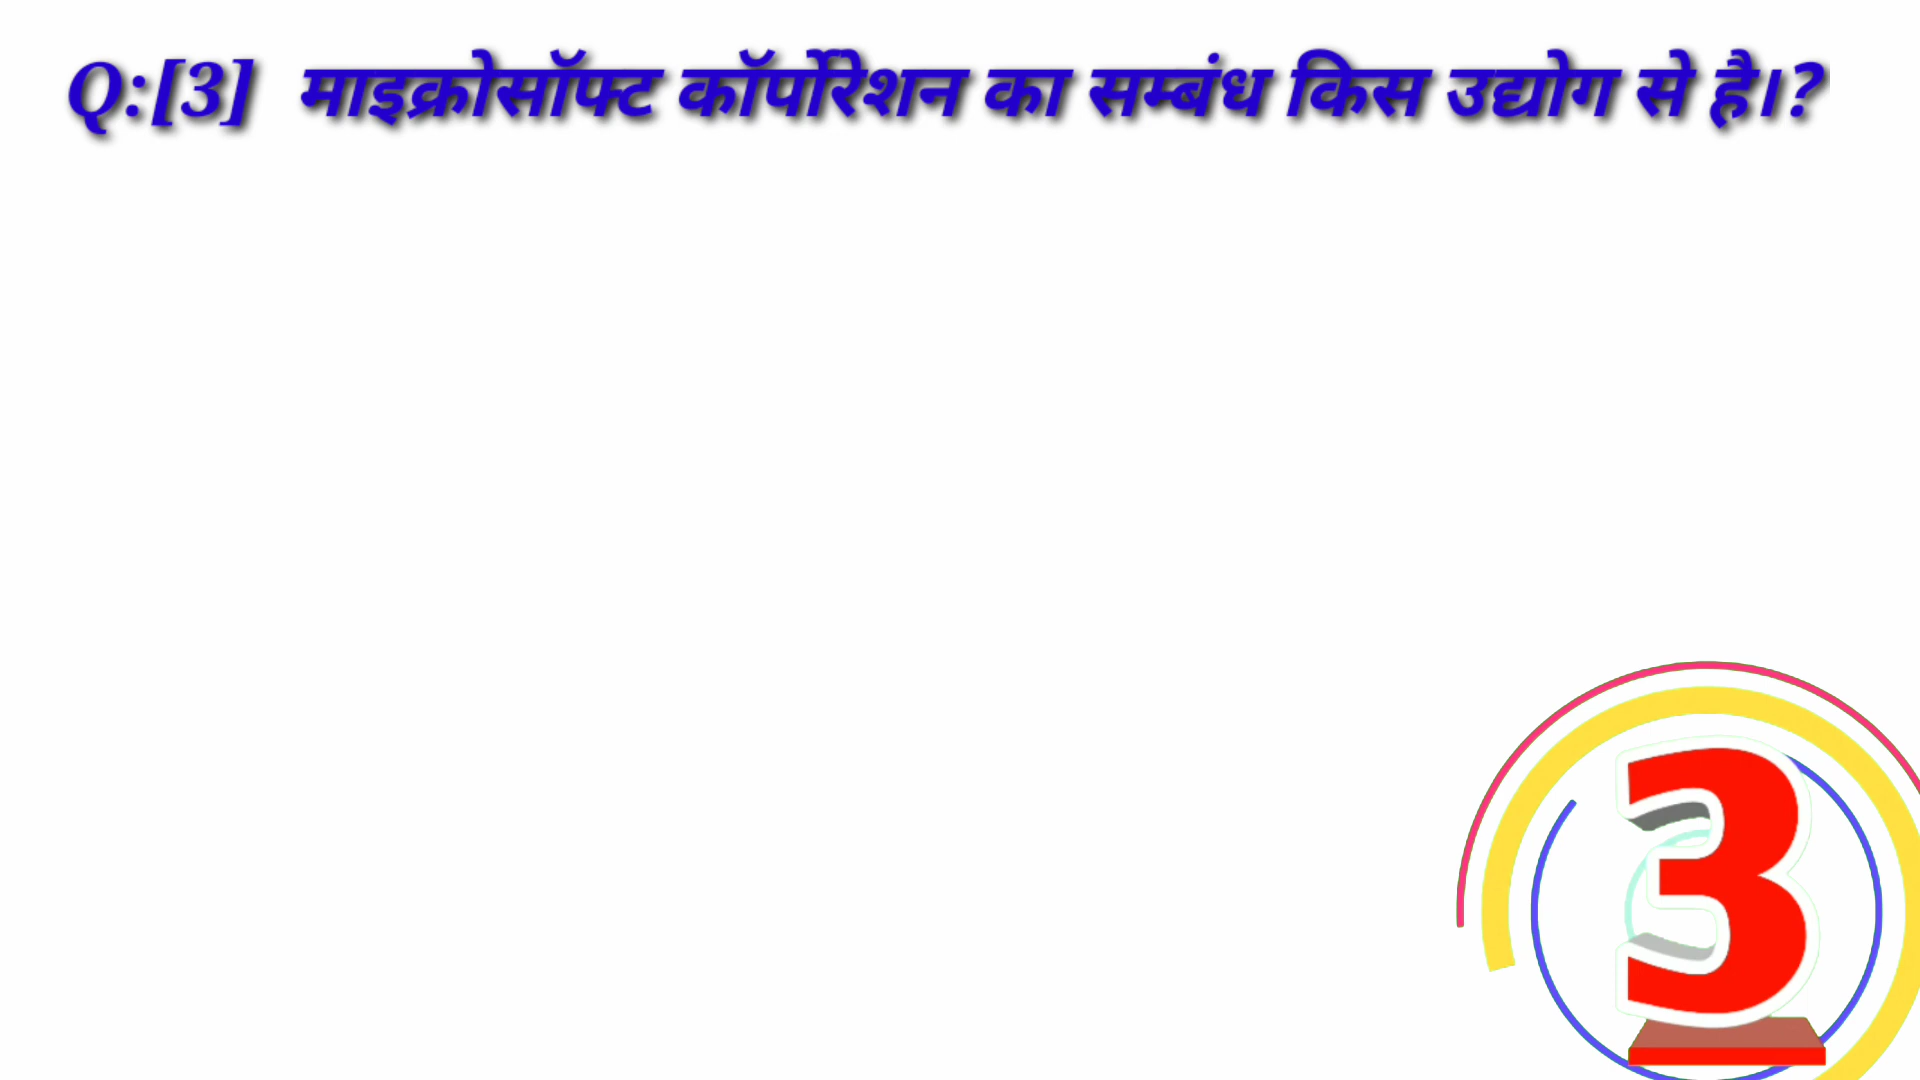 Q:[3] माइक्रोसॉफ्ट कॉर्पोरेशन का सम्बंध किस उद्योग से है।?
3